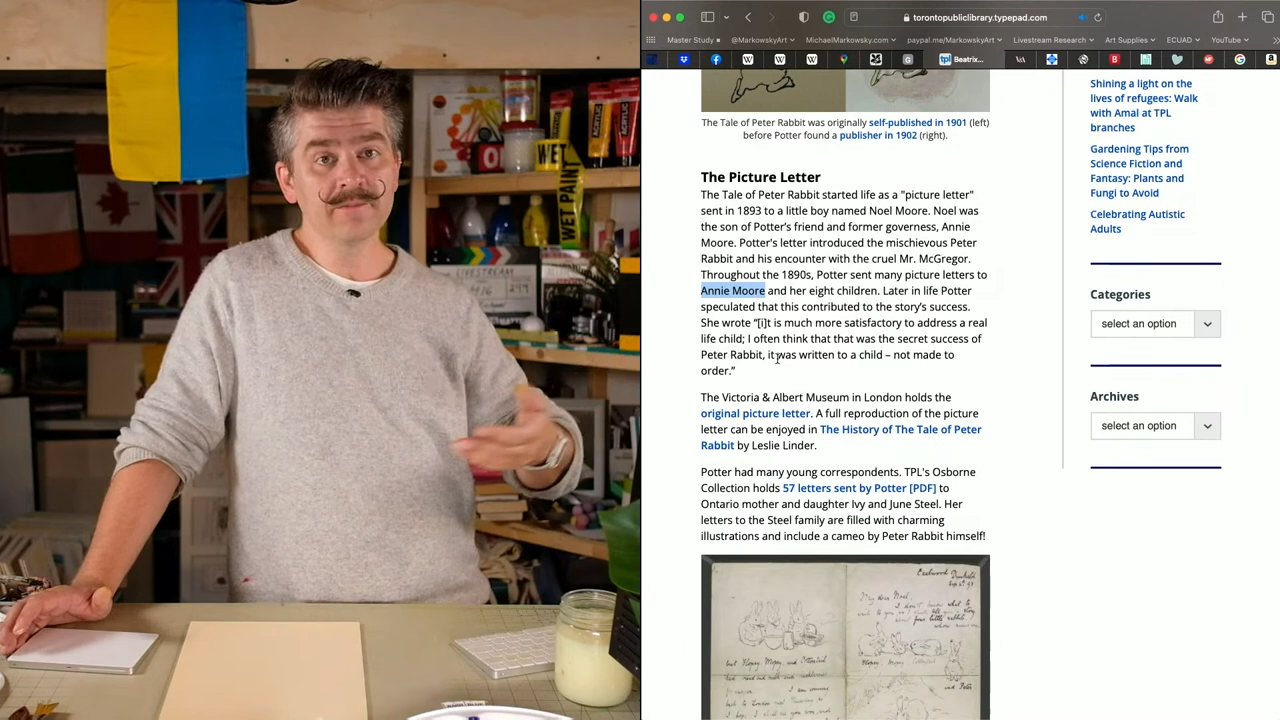 torontopubliclibrary.typepad.com
Master Study
@MarkowskyArt
MichaelMarkowsky.com
paypal.me/MarkowskyArt
Livestream Research
Art Supplies
ECUAD
YouTube
tpl Beatrix...
The Tale of Peter Rabbit was originally self-published in 1901 (left)
before Potter found a publisher in 1902 (right).
The Picture Letter
The Tale of Peter Rabbit started life as a "picture letter"
sent in 1893 to a little boy named Noel Moore. Noel was
the son of Potter's friend and former governess, Annie
Moore. Potter's letter introduced the mischievous Peter
Rabbit and his encounter with the cruel Mr. McGregor.
Throughout the 1890s, Potter sent many picture letters to
Annie Moore and her eight children. Later in life Potter
speculated that this contributed to the story's success.
She wrote “[i]t is much more satisfactory to address a real
life child; I often think that that was the secret success of
Peter Rabbit, it was written to a child – not made to
order.”
The Victoria & Albert Museum in London holds the
original picture letter. A full reproduction of the picture
letter can be enjoyed in The History of The Tale of Peter
Rabbit by Leslie Linder.
Potter had many young correspondents. TPL's Osborne
Collection holds 57 letters sent by Potter [PDF] to
Ontario mother and daughter Ivy and June Steel. Her
letters to the Steel family are filled with charming
illustrations and include a cameo by Peter Rabbit himself!
Shining a light on the
lives of refugees: Walk
with Amal at TPL
branches
Gardening Tips from
Science Fiction and
Fantasy: Plants and
Fungi to Avoid
Celebrating Autistic
Adults
Categories
select an option
Archives
select an option
WET
WET PAINT
ACRYLIC
ACRYLIC
LIVESTREAM
My dear Noel,